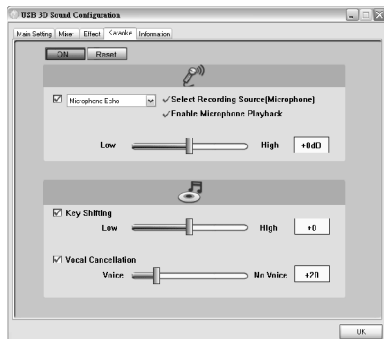 USB 3D Sound Configuration
Main Setting Mixer Effect Karaoke Information
ON Reset
Microphone Echo
✓Select Recording Source(Microphone)
✓Enable Microphone Playback
Low High +0dB
Key Shifting
Low High +0
Vocal Cancellation
Voice No Voice +20
OK